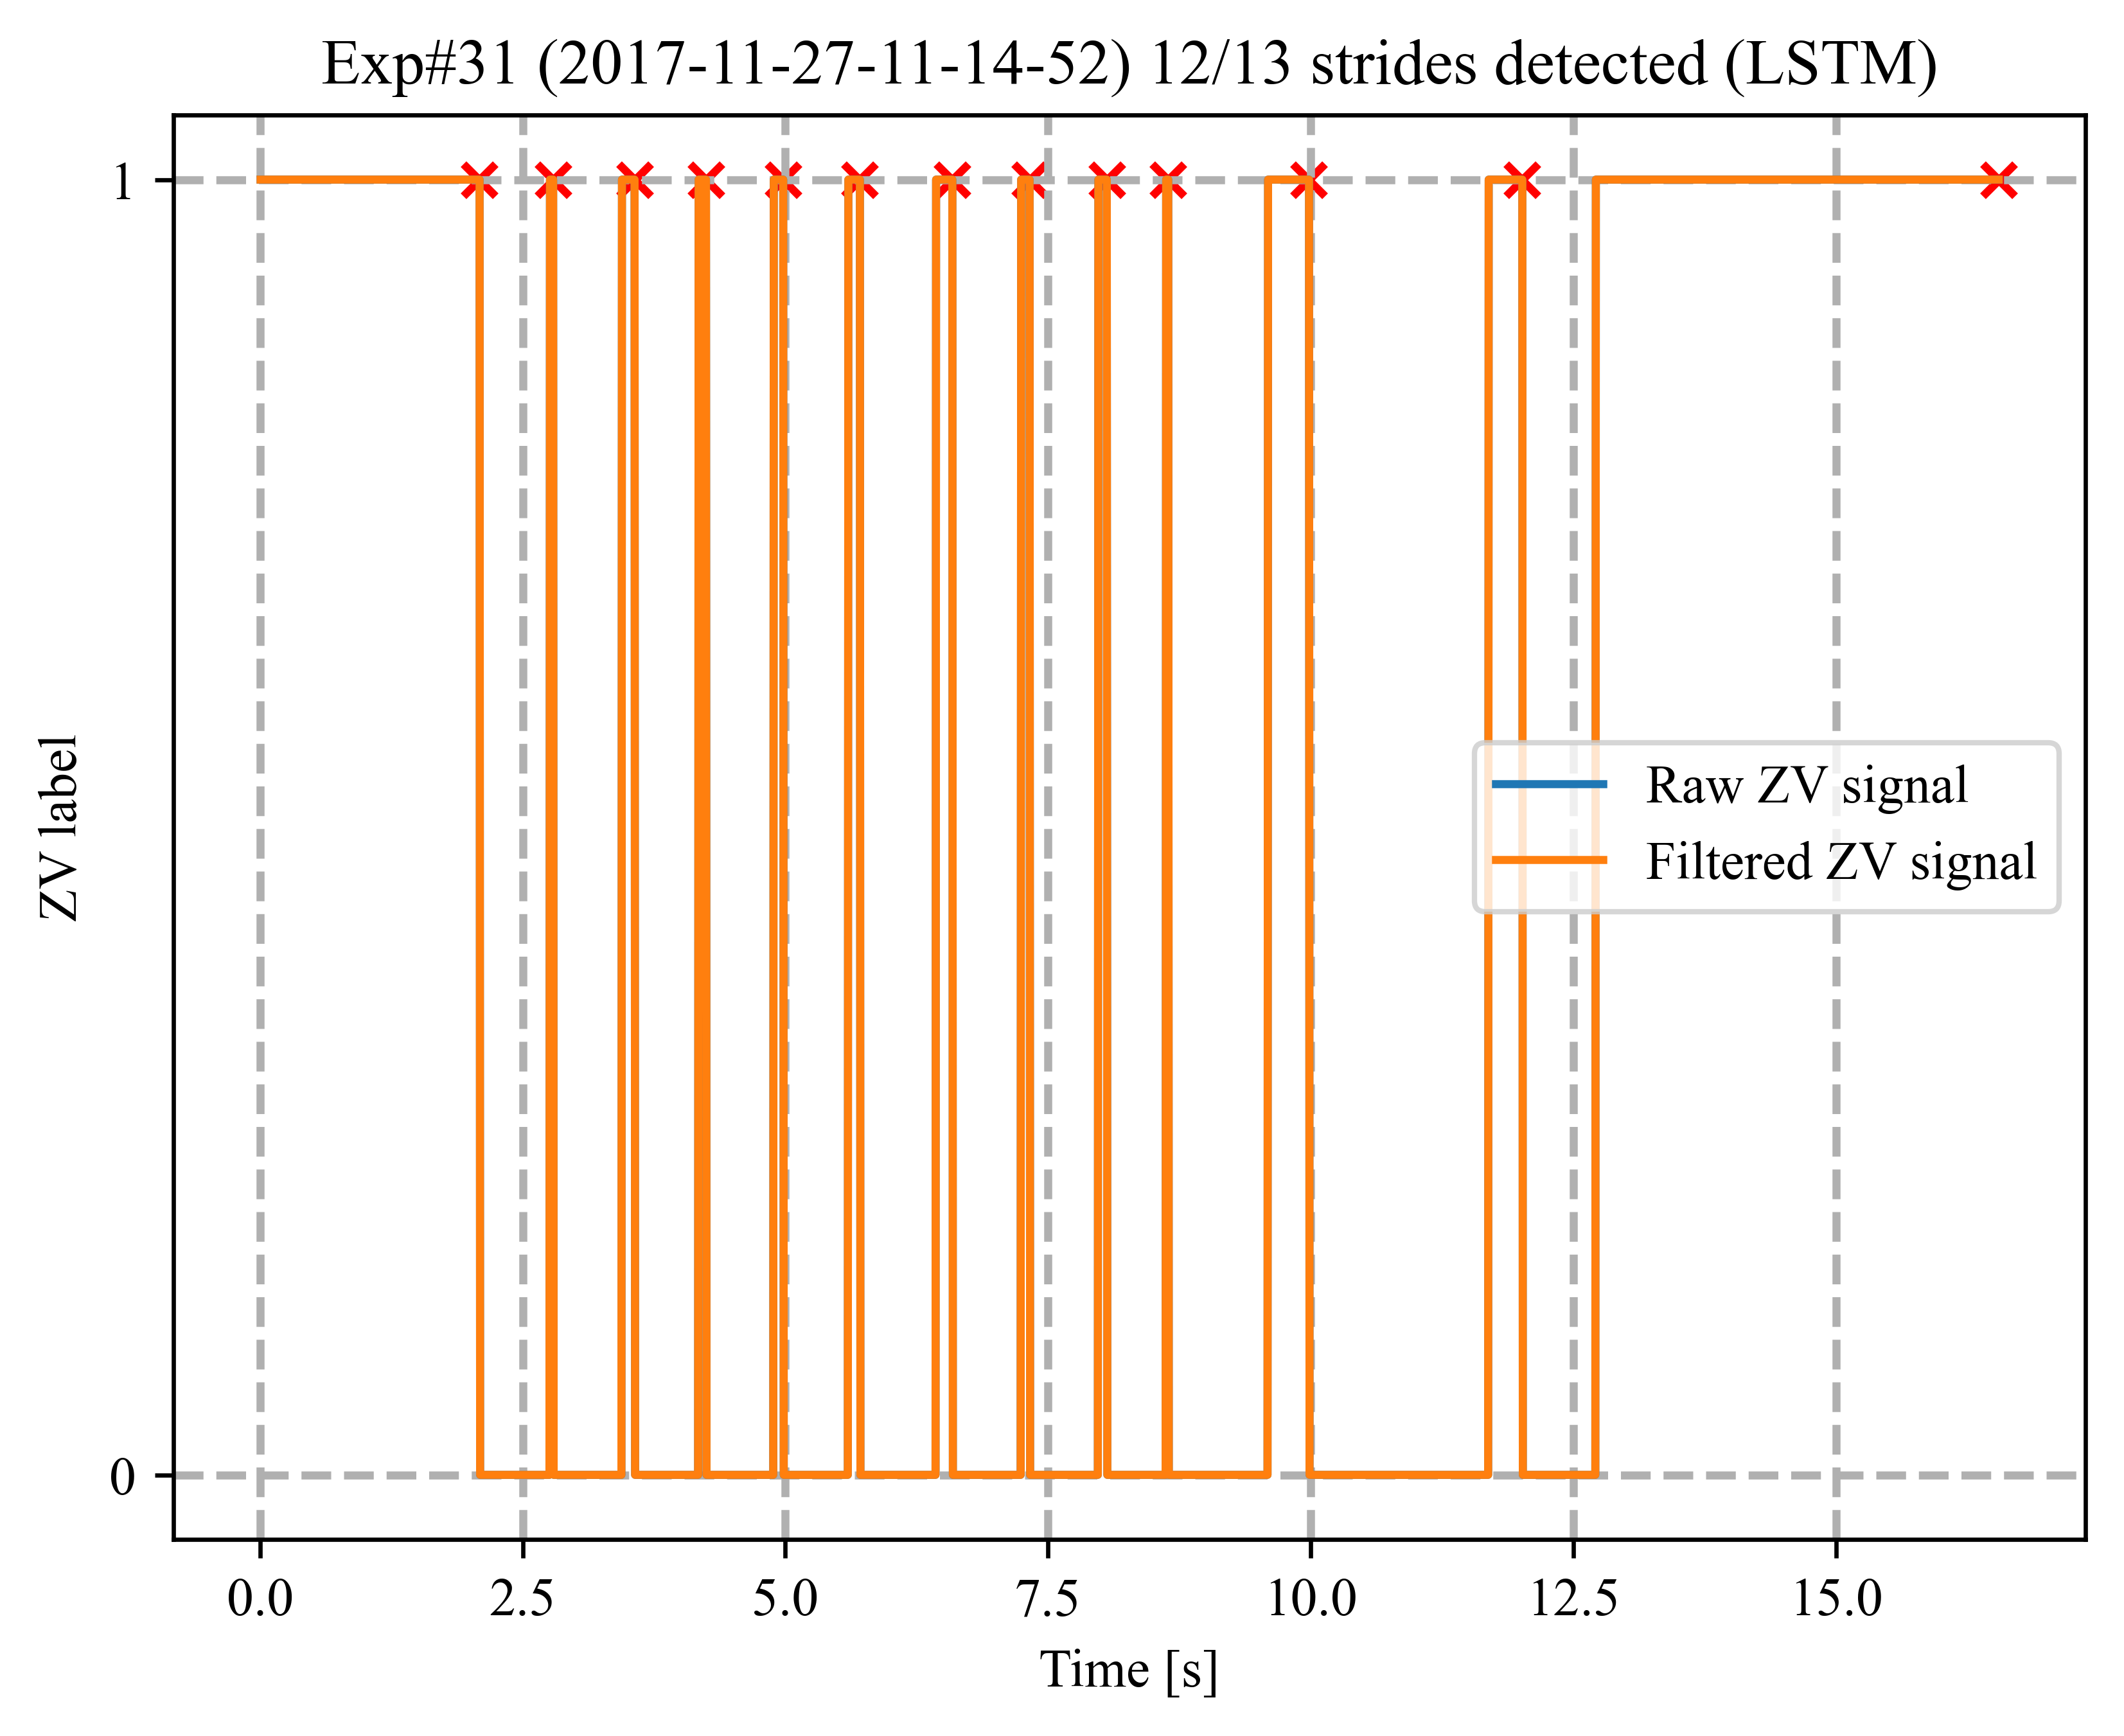 Exp#31 (2017-11-27-11-14-52) 12/13 strides detected (LSTM)
1
ZV label
Raw ZV signal
Filtered ZV signal
0
0.0 2.5 5.0 7.5 10.0 12.5 15.0
Time [s]